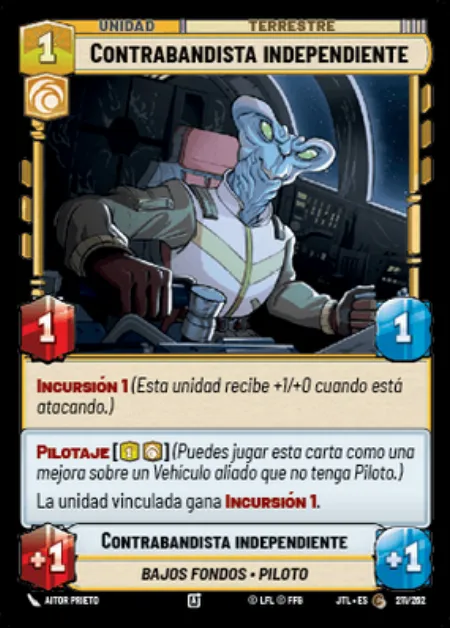 UNIDAD
TERRESTRE
1
CONTRABANDISTA INDEPENDIENTE
1
1
INCURSIÓN 1 (Esta unidad recibe +1/+0 cuando está
atacando.)
PILOTAJE [1] (Puedes jugar esta carta como una
mejora sobre un Vehículo aliado que no tenga Piloto.)
La unidad vinculada gana INCURSIÓN 1.
CONTRABANDISTA INDEPENDIENTE
+1
+1
BAJOS FONDOS • PILOTO
AITOR PRIETO
A
© LFL © FFG
JTL • ES
C
211/262